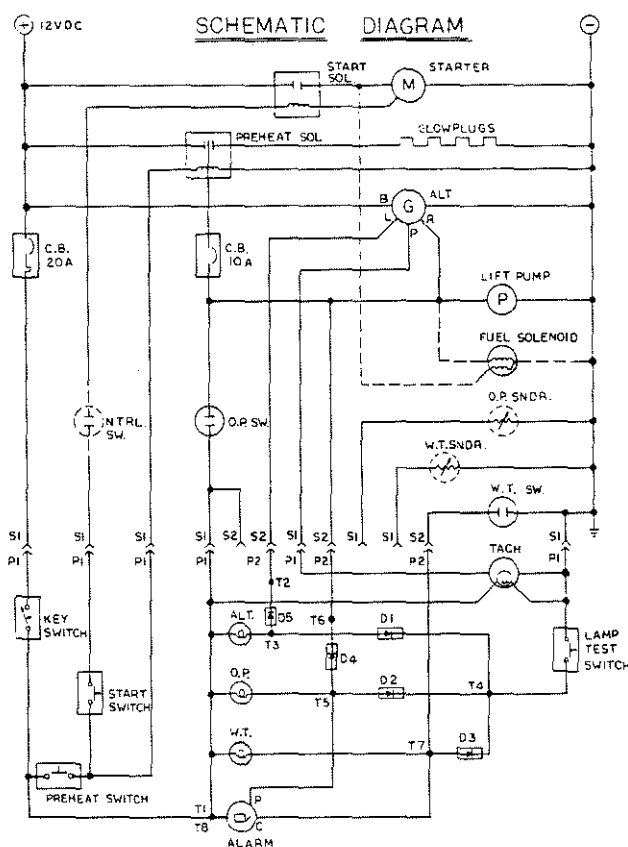 + 12VDC
SCHEMATIC DIAGRAM
−
START SOL.
STARTER
M
PREHEAT SOL
GLOWPLUGS
B
ALT
G
L
P
R
C.B.
20A
C.B.
10A
LIFT PUMP
P
FUEL SOLENOID
O.P. SNDR.
NTRL. SW.
O.P. SW.
W.T. SNDR.
W.T. SW.
S1 S1 S1 S1 S2 S2 S1 S2 S1 S1 S2 S1
P1 P1 P1 P1 P2 P1 P2 P2 P1
TACH
T2
KEY SWITCH
ALT.
D5
T6
D1
T3
LAMP TEST SWITCH
D4
START SWITCH
O.P.
D2
T4
T5
W.T.
T7
D3
PREHEAT SWITCH
P
T1
T8
C
ALARM